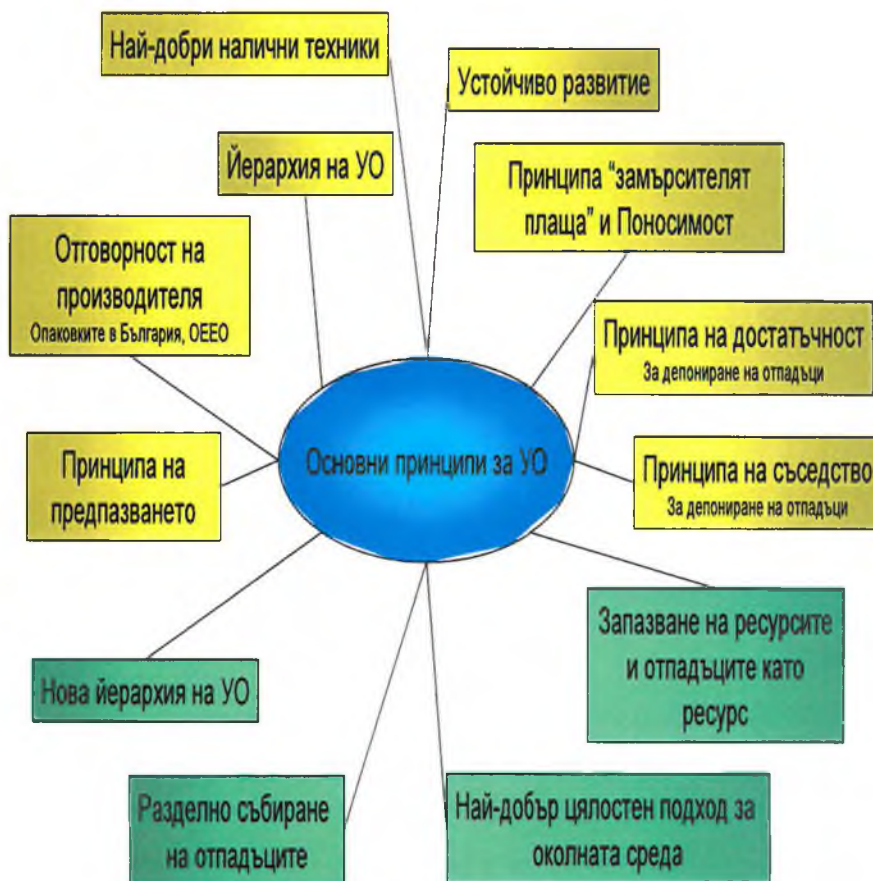 Най-добри налични техники
Устойчиво развитие
Йерархия на УО
Принципа “замърсителят
плаща” и Поносимост
Отговорност на
производителя
Опаковките в България, ОЕЕО
Принципа на достатъчност
За депониране на отпадъци
Основни принципи за УО
Принципа на
предпазването
Принципа на съседство
За депониране на отпадъци
Запазване на ресурсите
и отпадъците като
ресурс
Нова йерархия на УО
Разделно събиране
на отпадъците
Най-добър цялостен подход за
околната среда